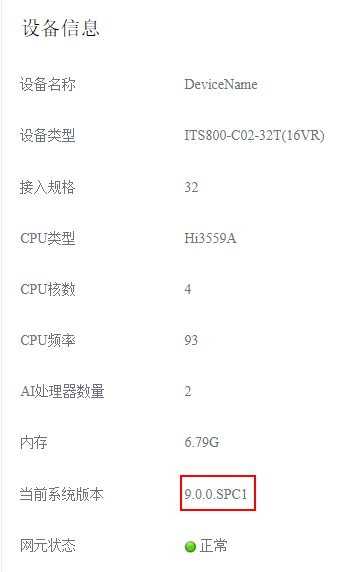 设备信息
设备名称 DeviceName
设备类型 ITS800-C02-32T(16VR)
接入规格 32
CPU类型 Hi3559A
CPU核数 4
CPU频率 93
AI处理器数量 2
内存 6.79G
当前系统版本 9.0.0.SPC1
网元状态 正常